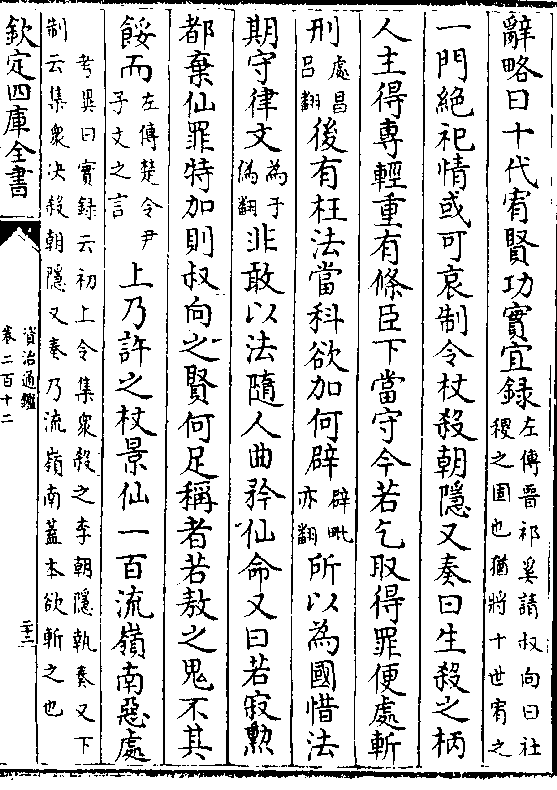 辭略曰十代宥賢功實宜録左傳晉祁奚請叔向曰社稷之固也猶將十世宥之
一門絶祀情或可哀制令杖殺朝隱又奏曰生殺之柄
人主得專輕重有條臣下當守今若乞取得罪便處斬
刑處昌吕翻後有枉法當科欲加何辟辟毗亦翻所以為國惜法
期守律文為于偽翻非敢以法隨人曲矜仙命又曰若寂勲
都棄仙罪特加則叔向之賢何足稱者若敖之鬼不其
餒而左傳楚令尹子文之言上乃許之杖景仙一百流嶺南惡處
考異曰實録云初上令集衆殺之李朝隱執奏又下
制云集衆决殺朝隱又奏乃流嶺南蓋本欲斬之也
欽定四庫全書
資治通鑑
卷二百十二
二十三